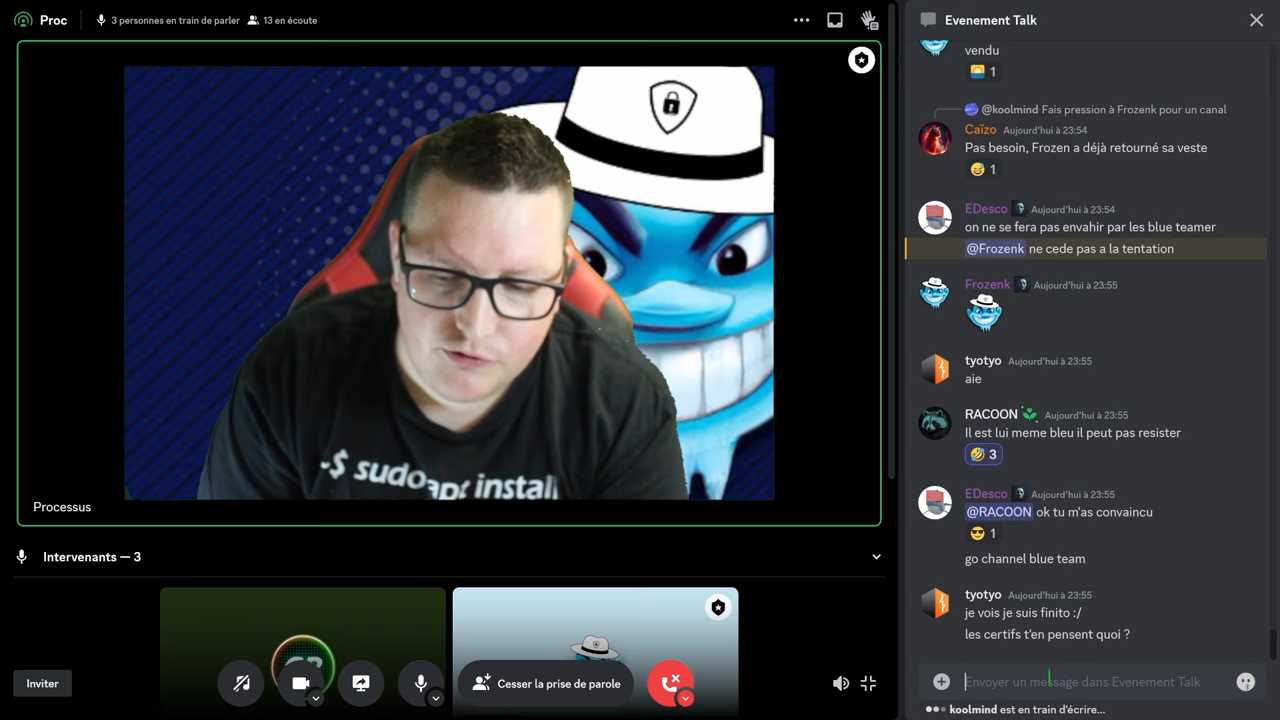 Proc
3 personnes en train de parler
13 en écoute
Evenement Talk
vendu
1
@koolmind Fais pression à Frozenk pour un canal
Caïzo Aujourd'hui à 23:54
Pas besoin, Frozen a déjà retourné sa veste
1
EDesco Aujourd'hui à 23:54
on ne se fera pas envahir par les blue teamer
@Frozenk ne cede pas a la tentation
Frozenk Aujourd'hui à 23:55
tyotyo Aujourd'hui à 23:55
aie
RACOON Aujourd'hui à 23:55
Il est lui meme bleu il peut pas resister
3
EDesco Aujourd'hui à 23:55
@RACOON ok tu m'as convaincu
1
go channel blue team
tyotyo Aujourd'hui à 23:55
je vois je suis finito :/
les certifs t'en pensent quoi ?
Envoyer un message dans Evenement Talk
koolmind est en train d'écrire...
~$ sudo apt install
Processus
Intervenants — 3
Inviter
Cesser la prise de parole